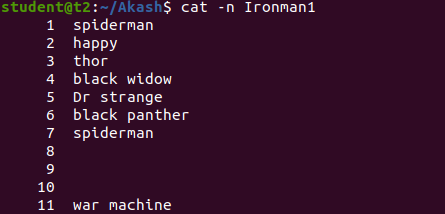 student@t2:~/Akash$ cat -n Ironman1
1 spiderman
2 happy
3 thor
4 black widow
5 Dr strange
6 black panther
7 spiderman
8
9
10
11 war machine